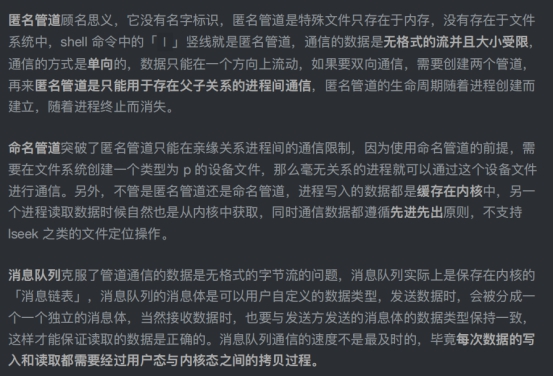 匿名管道顾名思义，它没有名字标识，匿名管道是特殊文件只存在于内存，没有存在于文件
系统中，shell 命令中的「 | 」竖线就是匿名管道，通信的数据是无格式的流并且大小受限，
通信的方式是单向的，数据只能在一个方向上流动，如果要双向通信，需要创建两个管道，
再来匿名管道是只能用于存在父子关系的进程间通信，匿名管道的生命周期随着进程创建而
建立，随着进程终止而消失。
命名管道突破了匿名管道只能在亲缘关系进程间的通信限制，因为使用命名管道的前提，需
要在文件系统创建一个类型为 p 的设备文件，那么毫无关系的进程就可以通过这个设备文件
进行通信。另外，不管是匿名管道还是命名管道，进程写入的数据都是缓存在内核中，另一
个进程读取数据时候自然也是从内核中获取，同时通信数据都遵循先进先出原则，不支持
lseek 之类的文件定位操作。
消息队列克服了管道通信的数据是无格式的字节流的问题，消息队列实际上是保存在内核的
「消息链表」，消息队列的消息体是可以用户自定义的数据类型，发送数据时，会被分成一
个一个独立的消息体，当然接收数据时，也要与发送方发送的消息体的数据类型保持一致，
这样才能保证读取的数据是正确的。消息队列通信的速度不是最及时的，毕竟每次数据的写
入和读取都需要经过用户态与内核态之间的拷贝过程。